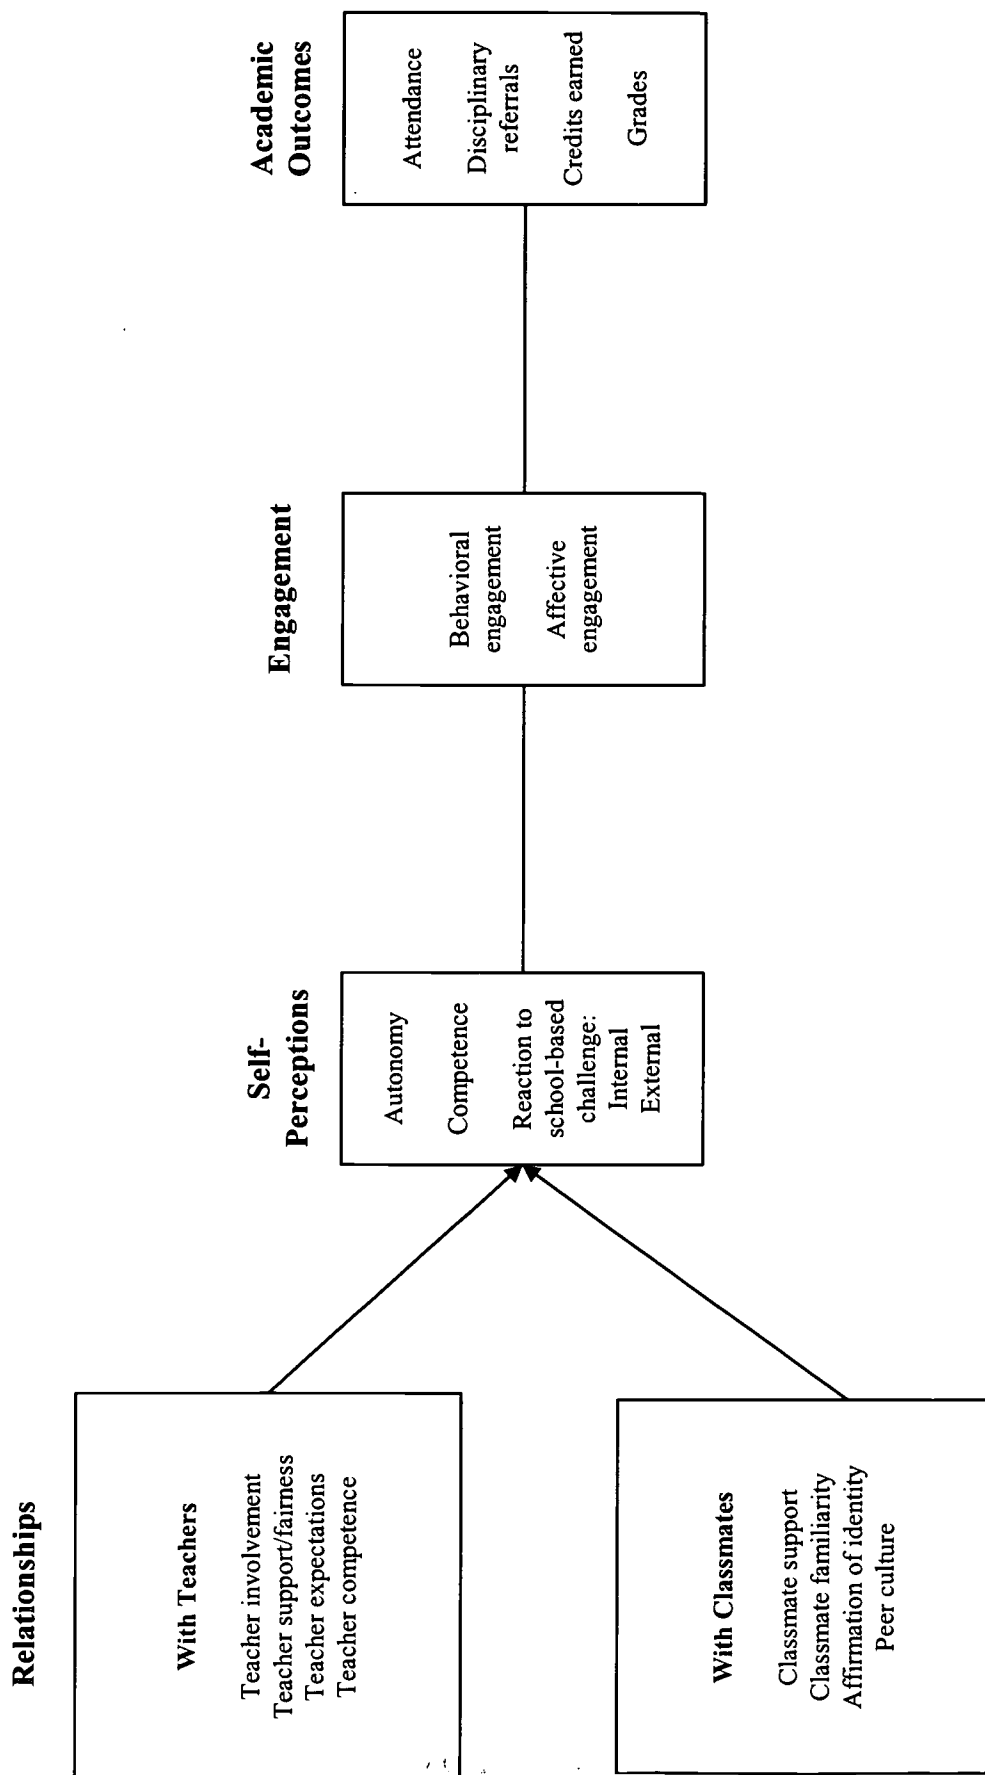 Relationships
With Teachers
Teacher involvement
Teacher support/fairness
Teacher expectations
Teacher competence
With Classmates
Classmate support
Classmate familiarity
Affirmation of identity
Peer culture
Self-
Perceptions
Autonomy
Competence
Reaction to
school-based
challenge:
Internal
External
Engagement
Behavioral
engagement
Affective
engagement
Academic
Outcomes
Attendance
Disciplinary
referrals
Credits earned
Grades